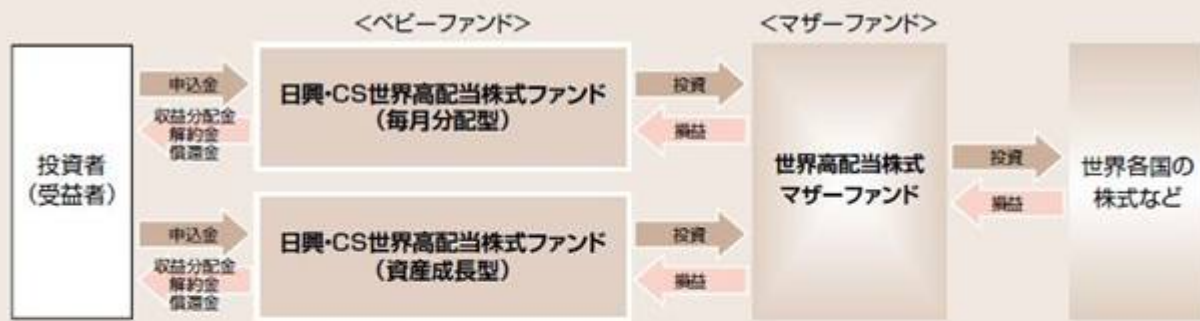 <ベビーファンド>
<マザーファンド>
投資者
(受益者)
申込金
収益分配金
解約金
償還金
日興・CS世界高配当株式ファンド
(毎月分配型)
投資
損益
申込金
収益分配金
解約金
償還金
日興・CS世界高配当株式ファンド
(資産成長型)
投資
損益
世界高配当株式
マザーファンド
投資
損益
世界各国の
株式など